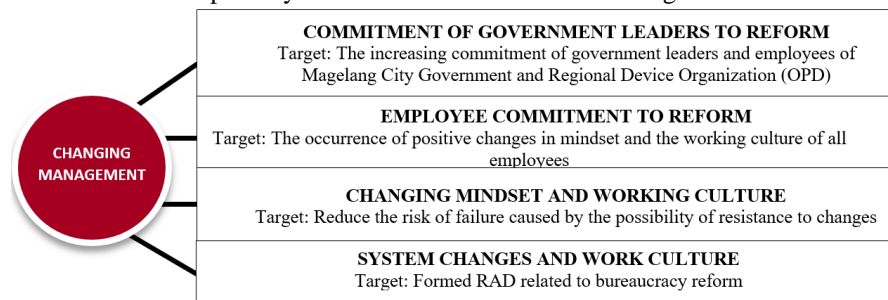 COMMITMENT OF GOVERNMENT LEADERS TO REFORM
Target: The increasing commitment of government leaders and employees of
Magelang City Government and Regional Device Organization (OPD)
EMPLOYEE COMMITMENT TO REFORM
Target: The occurrence of positive changes in mindset and the working culture of all
employees
CHANGING
MANAGEMENT
CHANGING MINDSET AND WORKING CULTURE
Target: Reduce the risk of failure caused by the possibility of resistance to changes
SYSTEM CHANGES AND WORK CULTURE
Target: Formed RAD related to bureaucracy reform